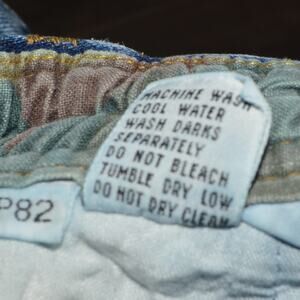 MACHINE WASH
COOL WATER
WASH DARKS
SEPARATELY
DO NOT BLEACH
TUMBLE DRY LOW
DO NOT DRY CLEAN
P82